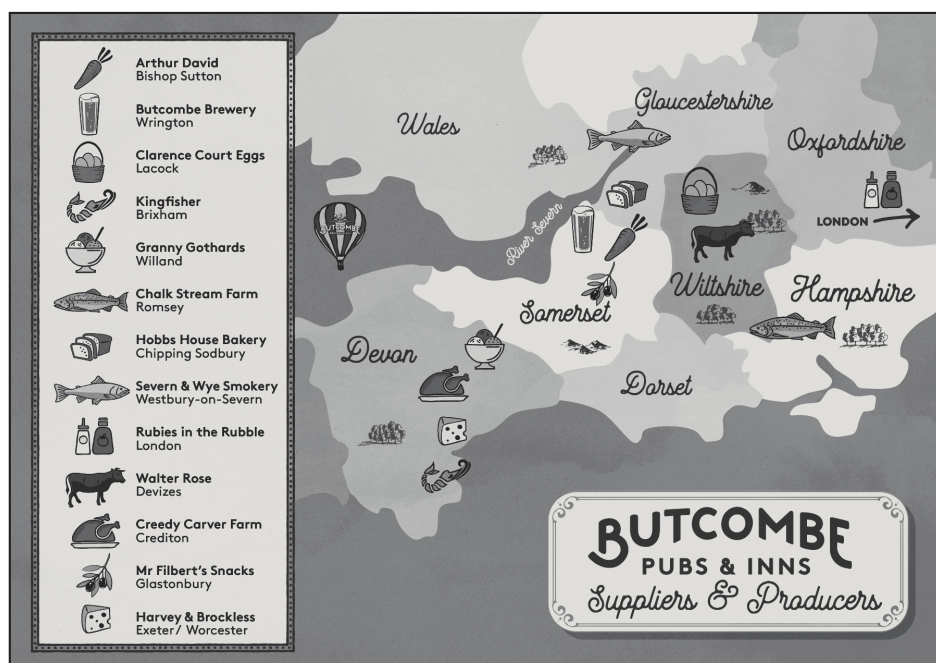 Arthur David
Bishop Sutton
Butcombe Brewery
Wrington
Clarence Court Eggs
Lacock
Kingfisher
Brixham
Granny Gothards
Willand
Chalk Stream Farm
Romsey
Hobbs House Bakery
Chipping Sodbury
Severn & Wye Smokery
Westbury-on-Severn
Rubies in the Rubble
London
Walter Rose
Devizes
Creedy Carver Farm
Crediton
Mr Filbert's Snacks
Glastonbury
Harvey & Brockless
Exeter / Worcester
Wales
Gloucestershire
Oxfordshire
LONDON
BUTCOMBE
River Severn
Somerset
Wiltshire
Hampshire
Devon
Dorset
BUTCOMBE
PUBS & INNS
Suppliers & Producers